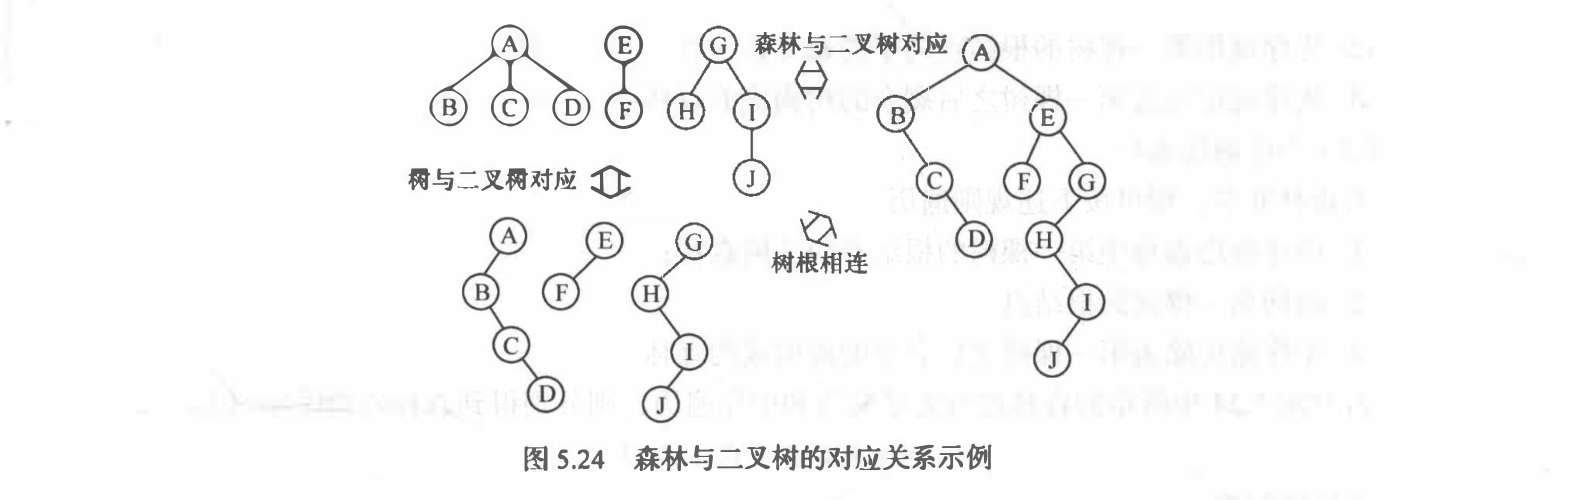 A E G 森林与二叉树对应 A
B C D F H I B E
树与二叉树对应 J C F G
A E G D H
树根相连
B F H I
C I J
D J
图 5.24 森林与二叉树的对应关系示例